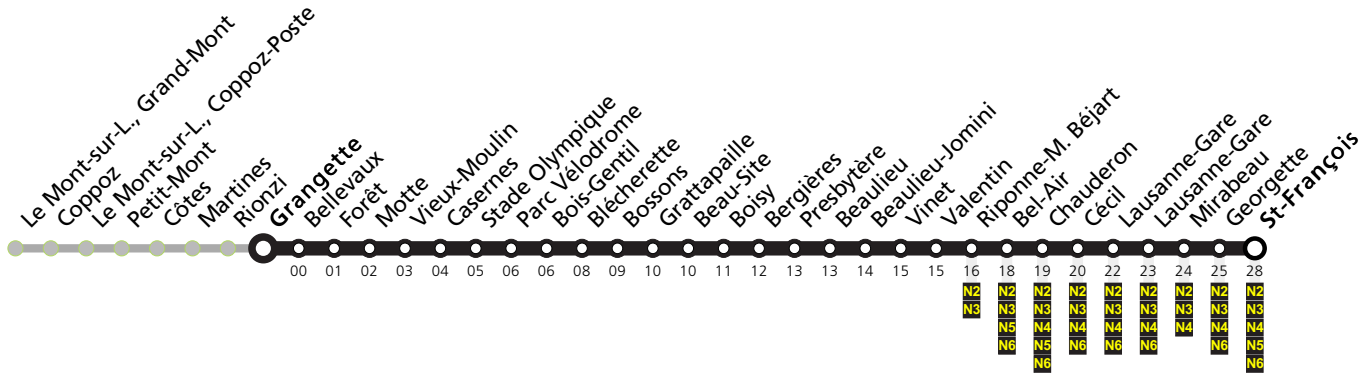 Le Mont-sur-L., Grand-Mont
Coppoz
Le Mont-sur-L., Coppoz-Poste
Petit-Mont
Côtes
Martines
Rionzi
Grangette
Bellevaux
Forêt
Motte
Vieux-Moulin
Casernes
Stade Olympique
Parc Vélodrome
Bois-Gentil
Blécherette
Bossons
Grattapaille
Beau-Site
Boisy
Bergières
Presbytère
Beaulieu
Beaulieu-Jomini
Vinet
Valentin
Riponne-M. Béjart
Bel-Air
Chauderon
Cécil
Lausanne-Gare
Lausanne-Gare
Mirabeau
Georgette
St-François
00 01 02 03 04 05 06 06 08 09 10 10 11 12 13 13 14 15 15 16 18 19 20 22 23 24 25 28
N2 N2 N2 N2 N2 N2 N2 N2 N2
N3 N3 N3 N3 N3 N3 N3 N3 N3
N5 N4 N4 N4 N4 N4 N4 N4
N6 N5 N6 N6 N6 N6 N5
N6 N6